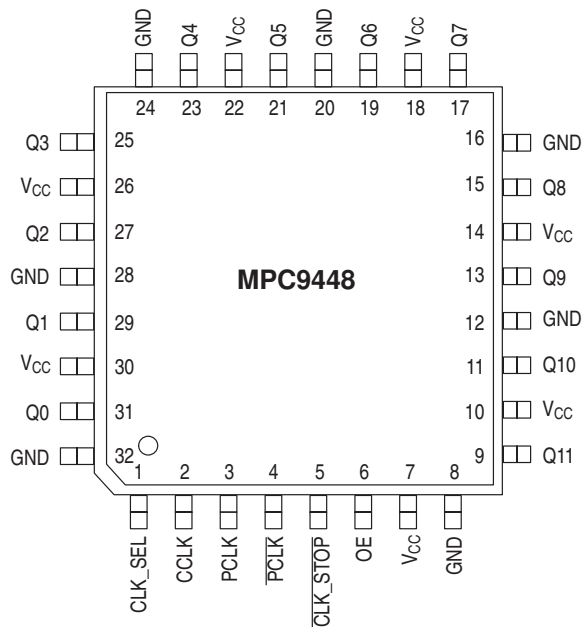 GND Q4 VCC Q5 GND Q6 VCC Q7
24 23 22 21 20 19 18 17
Q3 25 16 GND
VCC 26 15 Q8
Q2 27 14 VCC
GND 28 MPC9448 13 Q9
Q1 29 12 GND
VCC 30 11 Q10
Q0 31 10 VCC
GND 32 9 Q11
1 2 3 4 5 6 7 8
CLK_SEL CCLK PCLK P̅C̅L̅K̅ C̅L̅K̅_̅S̅T̅O̅P̅ OE VCC GND